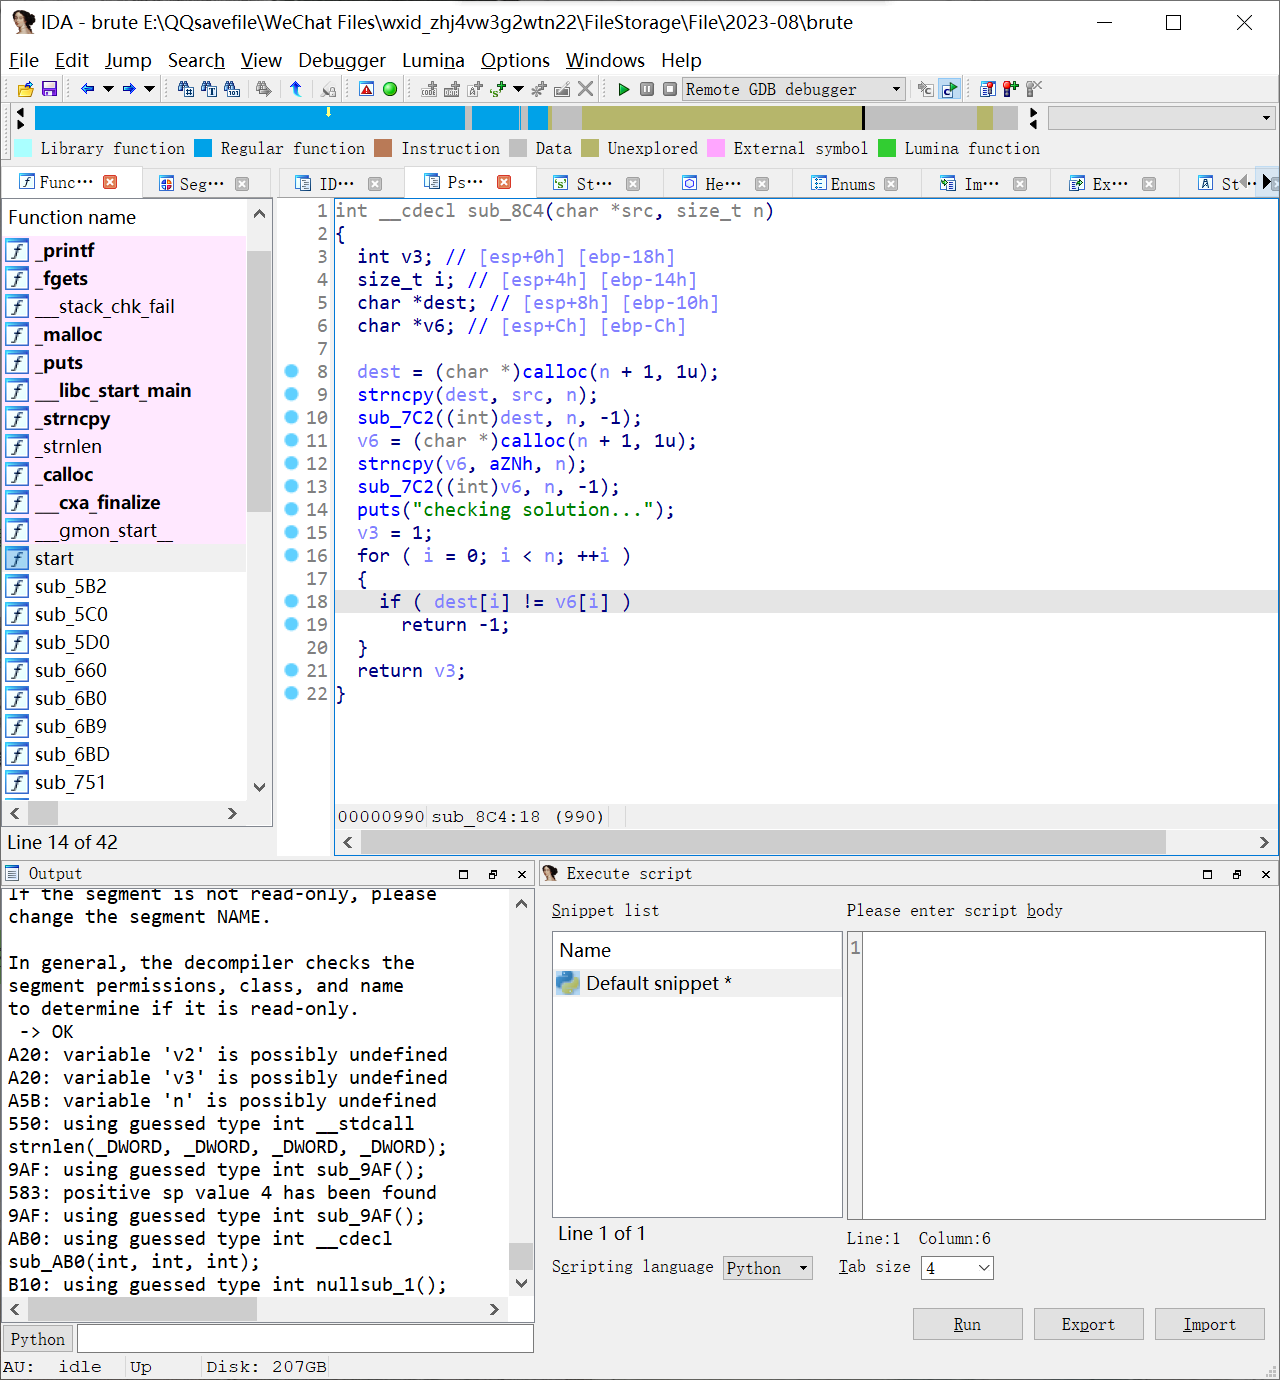 IDA - brute E:\QQsavefile\WeChat Files\wxid_zhj4vw3g2wtn22\FileStorage\File\2023-08\brute
File Edit Jump Search View Debugger Lumina Options Windows Help
Remote GDB debugger
Library function Regular function Instruction Data Unexplored External symbol Lumina function
Func··· Seg··· ID··· Ps··· St··· He··· Enums Im··· Ex··· St··
Function name
_printf
_fgets
___stack_chk_fail
_malloc
_puts
___libc_start_main
_strncpy
_strnlen
_calloc
___cxa_finalize
___gmon_start__
start
sub_5B2
sub_5C0
sub_5D0
sub_660
sub_6B0
sub_6B9
sub_6BD
sub_751
Line 14 of 42
1 int __cdecl sub_8C4(char *src, size_t n)
2 {
3 int v3; // [esp+0h] [ebp-18h]
4 size_t i; // [esp+4h] [ebp-14h]
5 char *dest; // [esp+8h] [ebp-10h]
6 char *v6; // [esp+Ch] [ebp-Ch]
7
8 dest = (char *)calloc(n + 1, 1u);
9 strncpy(dest, src, n);
10 sub_7C2((int)dest, n, -1);
11 v6 = (char *)calloc(n + 1, 1u);
12 strncpy(v6, aZNh, n);
13 sub_7C2((int)v6, n, -1);
14 puts("checking solution...");
15 v3 = 1;
16 for ( i = 0; i < n; ++i )
17 {
18 if ( dest[i] != v6[i] )
19 return -1;
20 }
21 return v3;
22 }
00000990 sub_8C4:18 (990)
Output
If the segment is not read-only, please
change the segment NAME.
In general, the decompiler checks the
segment permissions, class, and name
to determine if it is read-only.
-> OK
A20: variable 'v2' is possibly undefined
A20: variable 'v3' is possibly undefined
A5B: variable 'n' is possibly undefined
550: using guessed type int __stdcall
strnlen(_DWORD, _DWORD, _DWORD, _DWORD);
9AF: using guessed type int sub_9AF();
583: positive sp value 4 has been found
9AF: using guessed type int sub_9AF();
AB0: using guessed type int __cdecl
sub_AB0(int, int, int);
B10: using guessed type int nullsub_1();
Python
AU: idle Up Disk: 207GB
Execute script
Snippet list
Name
Default snippet *
Line 1 of 1
Please enter script body
1
Line:1 Column:6
Scripting language Python Tab size 4
Run Export Import